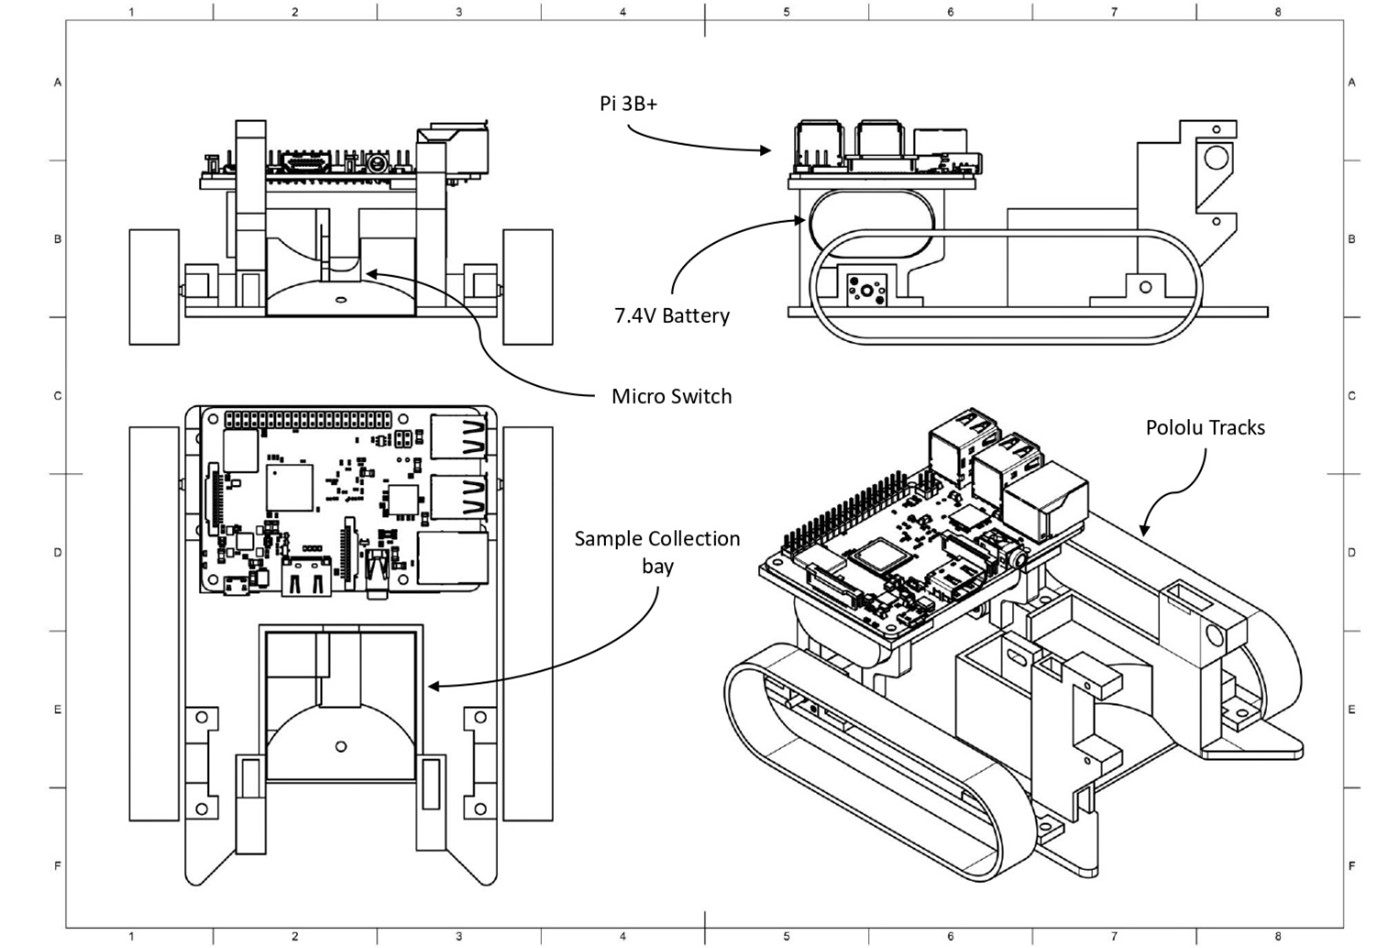 1 2 3 4 5 6 7 8
A A
Pi 3B+
B B
7.4V Battery
Micro Switch
C C
Pololu Tracks
Sample Collection
bay
D D
E E
F F
1 2 3 4 5 6 7 8